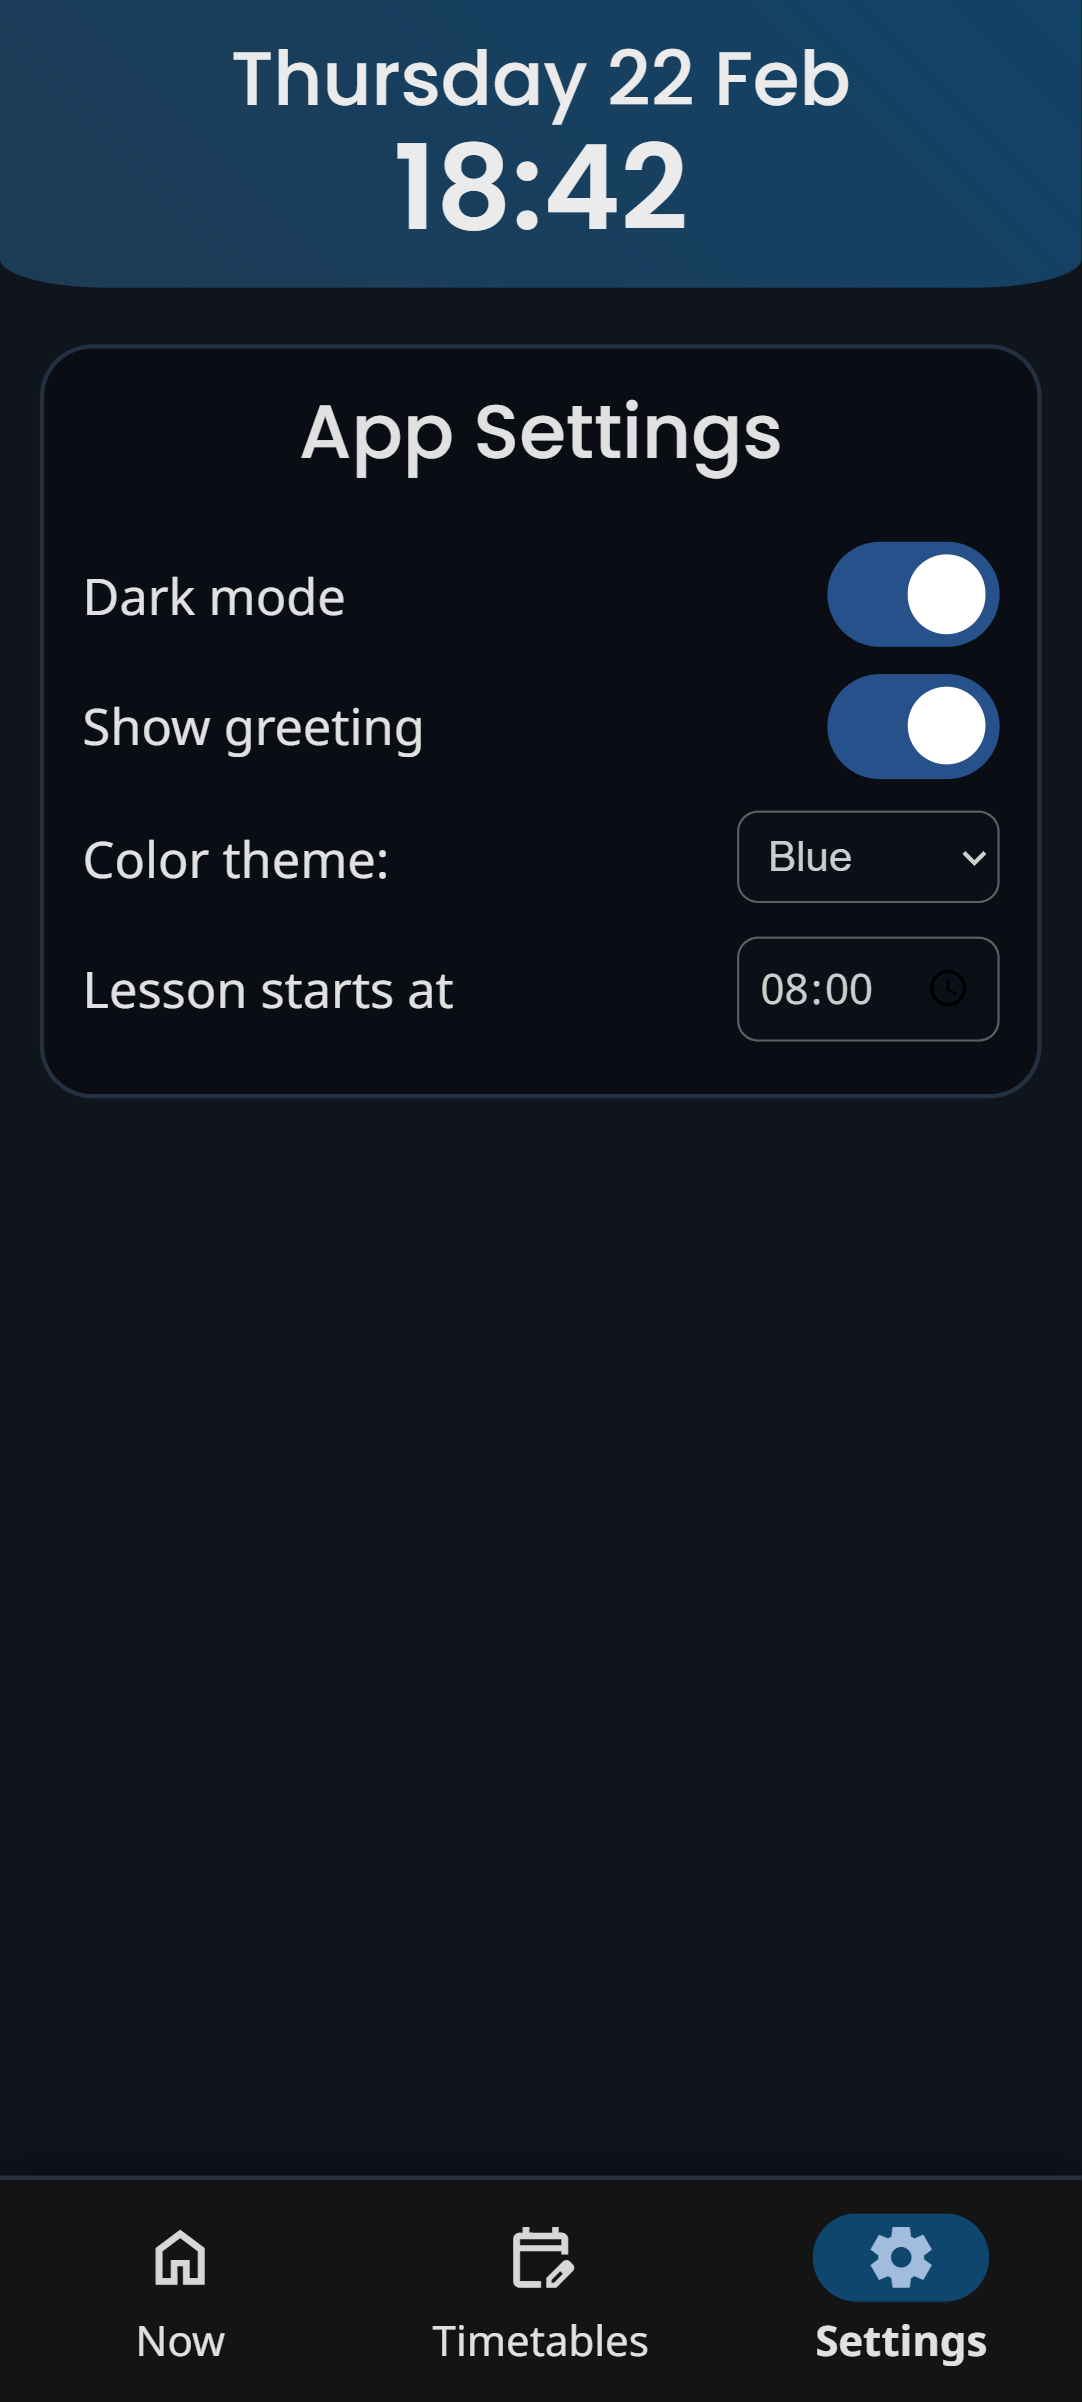 Thursday 22 Feb
18:42
App Settings
Dark mode
Show greeting
Color theme: Blue
Lesson starts at 08:00
Now Timetables Settings